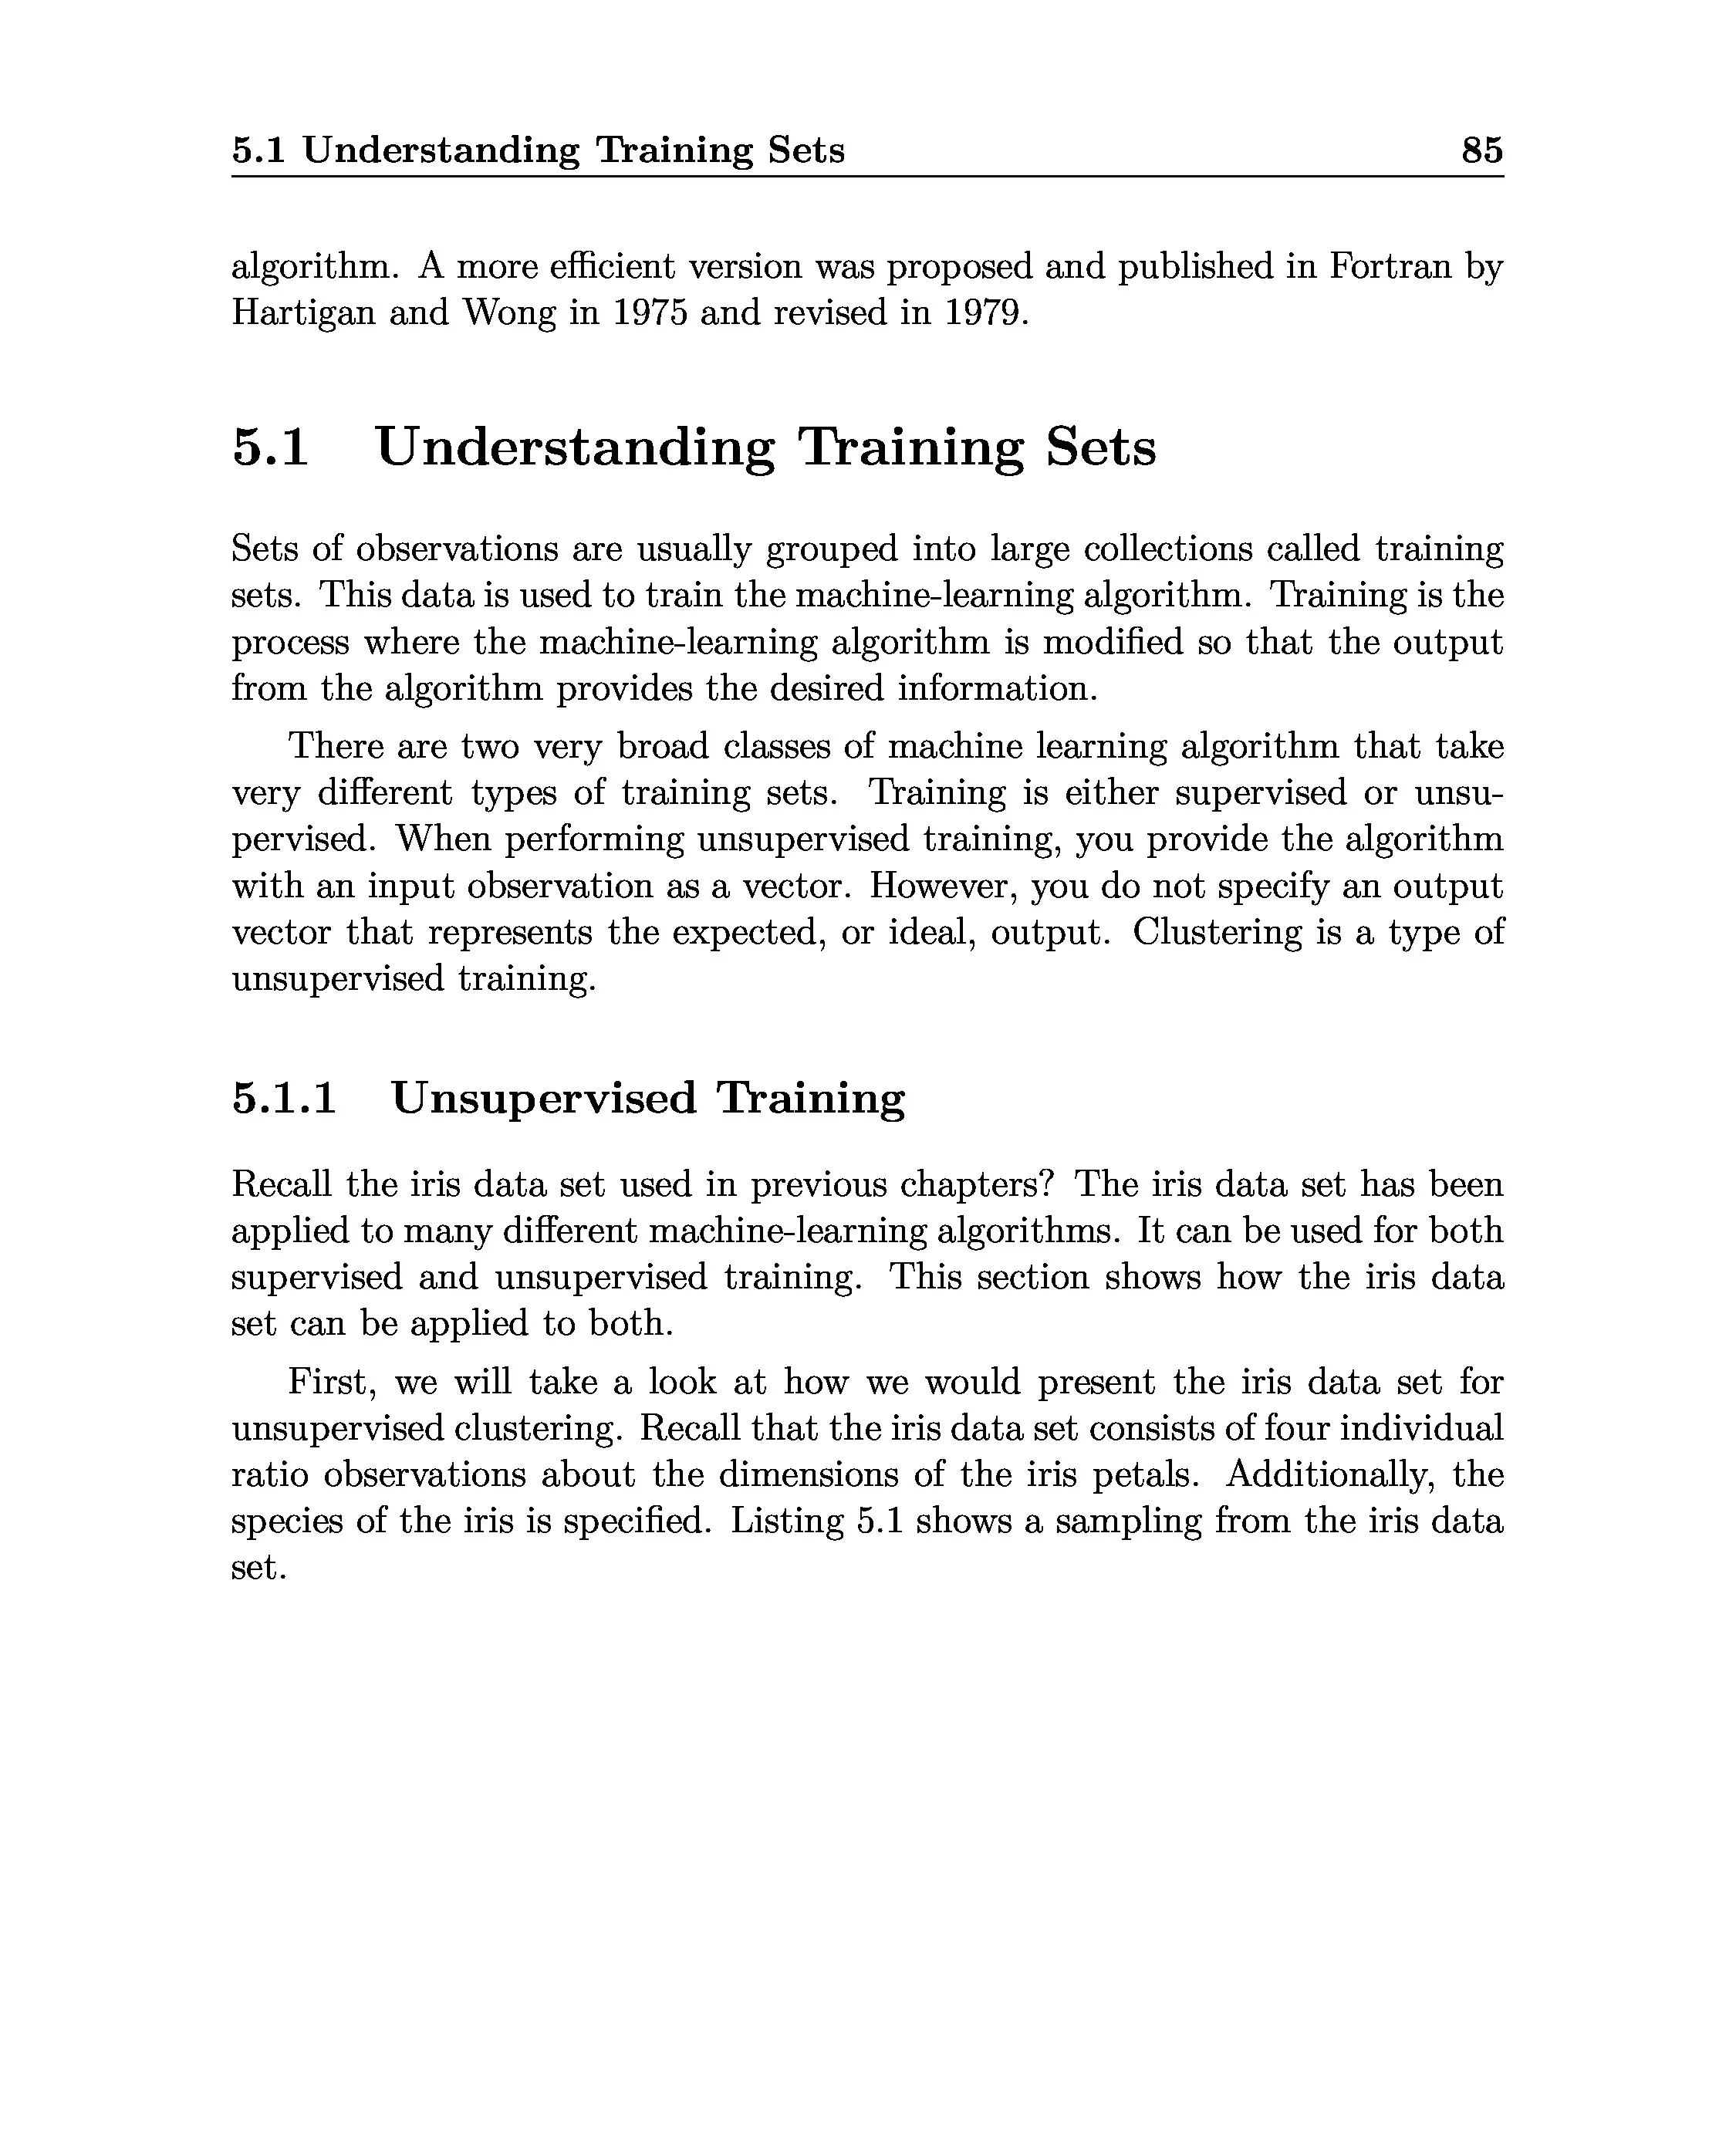 5.1 Understanding Training Sets 85
algorithm. A more efficient version was proposed and published in Fortran by
Hartigan and Wong in 1975 and revised in 1979.
5.1 Understanding Training Sets
Sets of observations are usually grouped into large collections called training
sets. This data is used to train the machine-learning algorithm. Training is the
process where the machine-learning algorithm is modified so that the output
from the algorithm provides the desired information.
There are two very broad classes of machine learning algorithm that take
very different types of training sets. Training is either supervised or unsu-
pervised. When performing unsupervised training, you provide the algorithm
with an input observation as a vector. However, you do not specify an output
vector that represents the expected, or ideal, output. Clustering is a type of
unsupervised training.
5.1.1 Unsupervised Training
Recall the iris data set used in previous chapters? The iris data set has been
applied to many different machine-learning algorithms. It can be used for both
supervised and unsupervised training. This section shows how the iris data
set can be applied to both.
First, we will take a look at how we would present the iris data set for
unsupervised clustering. Recall that the iris data set consists of four individual
ratio observations about the dimensions of the iris petals. Additionally, the
species of the iris is specified. Listing 5.1 shows a sampling from the iris data
set.